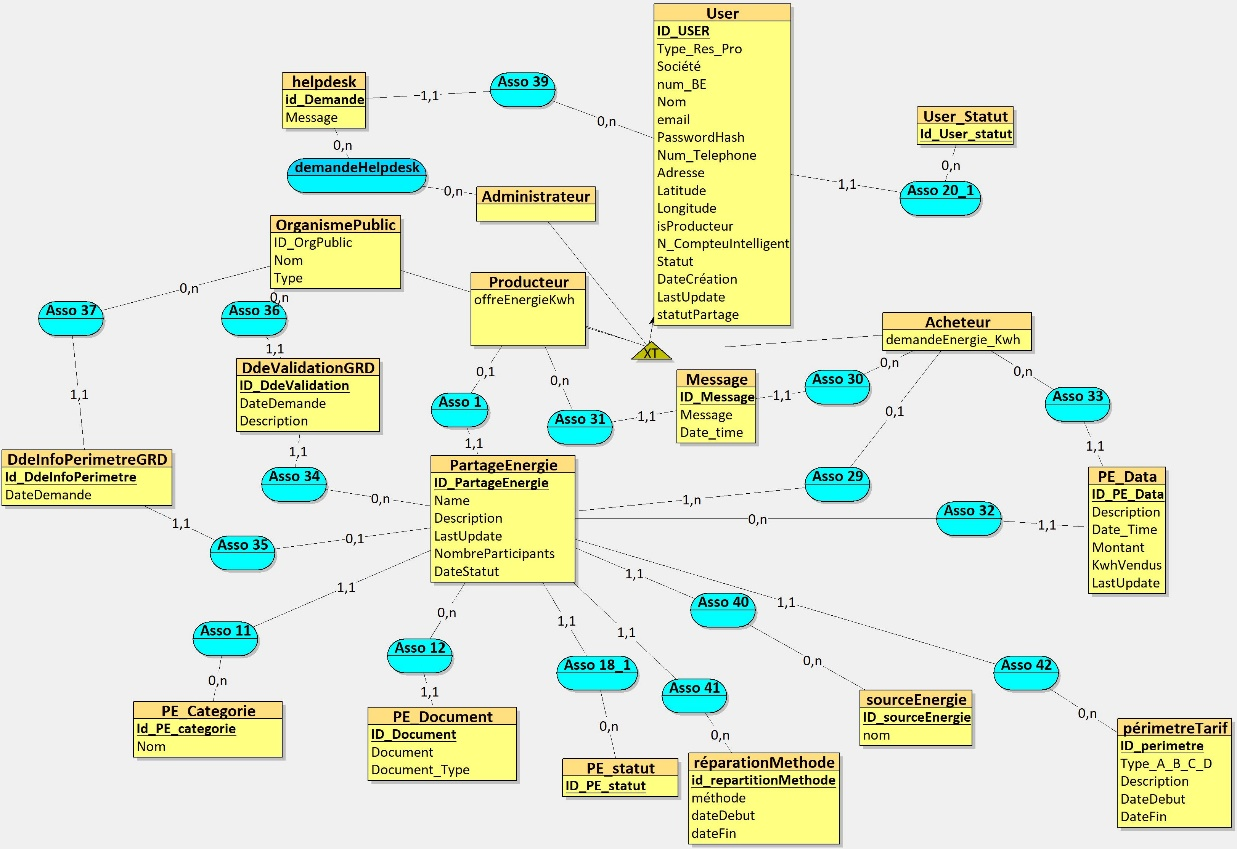 User
ID_USER
Type_Res_Pro
Société
num_BE
Nom
email
PasswordHash
Num_Telephone
Adresse
Latitude
Longitude
isProducteur
N_CompteuIntelligent
Statut
DateCréation
LastUpdate
statutPartage
helpdesk
id_Demande
Message
1,1
Asso 39
0,n
0,n
demandeHelpdesk
0,n
Administrateur
User_Statut
Id_User_statut
0,n
1,1
Asso 20_1
OrganismePublic
ID_OrgPublic
Nom
Type
0,n
Asso 37
0,n
Asso 36
1,1
1,1
Producteur
offreEnergieKwh
XT
Acheteur
demandeEnergie_Kwh
DdeValidationGRD
ID_DdeValidation
DateDemande
Description
0,1
Asso 1
1,1
0,n
Asso 31
1,1
Message
ID_Message
Message
Date_time
1,1
Asso 30
0,n
0,1
0,n
Asso 33
1,1
DdeInfoPerimetreGRD
Id_DdeInfoPerimetre
DateDemande
1,1
Asso 34
0,n
1,1
Asso 35
0,1
PartageEnergie
ID_PartageEnergie
Name
Description
LastUpdate
NombreParticipants
DateStatut
1,n
Asso 29
0,n
Asso 32
1,1
PE_Data
ID_PE_Data
Description
Date_Time
Montant
KwhVendus
LastUpdate
1,1
Asso 11
0,n
PE_Categorie
Id_PE_categorie
Nom
0,n
Asso 12
1,1
PE_Document
ID_Document
Document
Document_Type
1,1
Asso 18_1
0,n
PE_statut
ID_PE_statut
1,1
Asso 41
0,n
réparationMethode
id_repartitionMethode
méthode
dateDebut
dateFin
1,1
Asso 40
0,n
sourceEnergie
ID_sourceEnergie
nom
1,1
Asso 42
0,n
périmetreTarif
ID_perimetre
Type_A_B_C_D
Description
DateDebut
DateFin